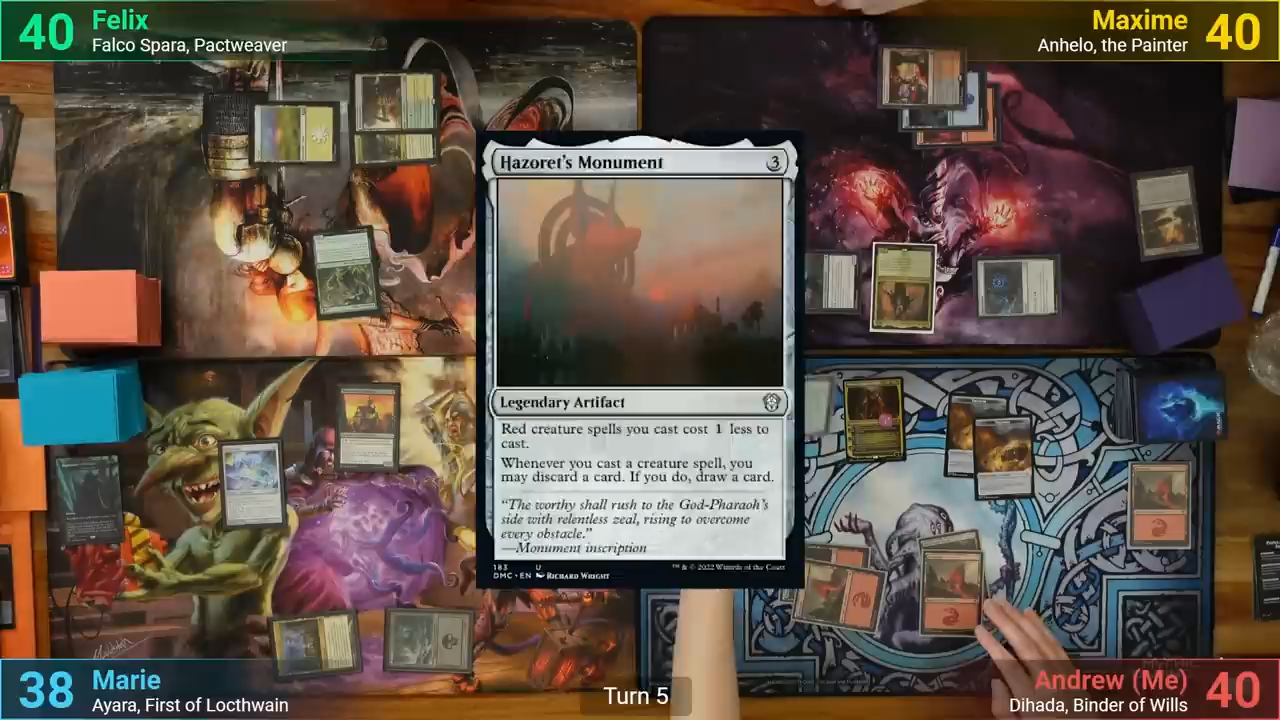 40
Felix
Falco Spara, Pactweaver
Maxime
Anhelo, the Painter
40
Hazoret's Monument 3
Legendary Artifact
Red creature spells you cast cost 1 less to
cast.
Whenever you cast a creature spell, you
may discard a card. If you do, draw a card.
"The worthy shall rush to the God-Pharaoh's
side with relentless zeal, rising to overcome
every obstacle."
—Monument inscription
183 U
DMC • EN RICHARD WRIGHT
™ & © 2022 Wizards of the Coast
38
Marie
Ayara, First of Locthwain
Turn 5
Andrew (Me)
Dihada, Binder of Wills
40